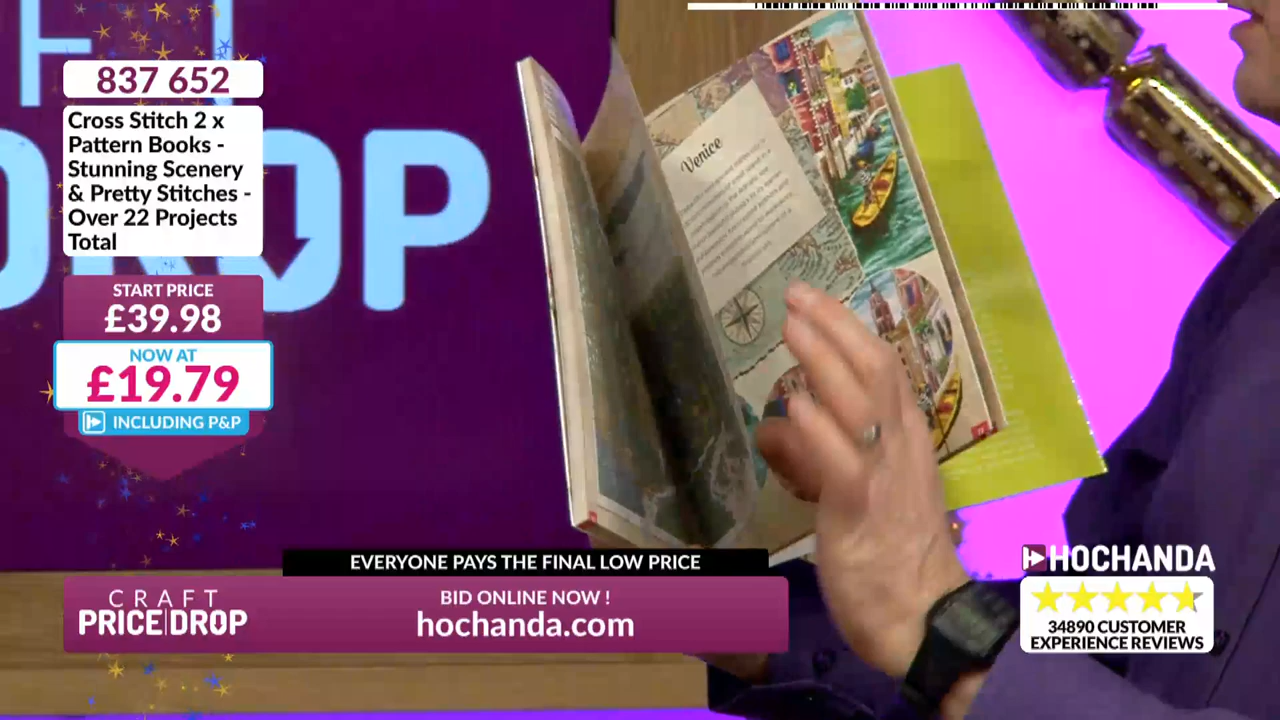 837 652
Cross Stitch 2 x
Pattern Books -
Stunning Scenery
& Pretty Stitches -
Over 22 Projects
Total
START PRICE
£39.98
NOW AT
£19.79
INCLUDING P&P
DROP
Venice
EVERYONE PAYS THE FINAL LOW PRICE
CRAFT
PRICE DROP
BID ONLINE NOW !
hochanda.com
HOCHANDA
34890 CUSTOMER
EXPERIENCE REVIEWS